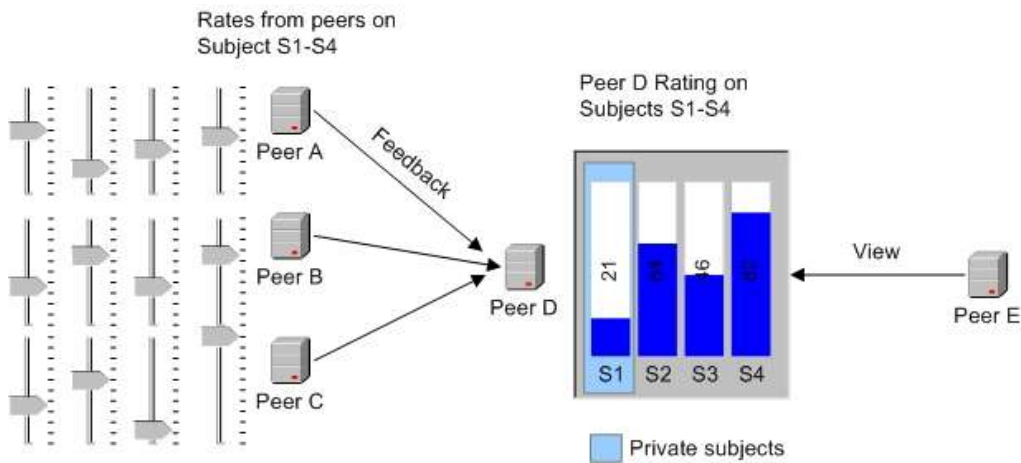 Rates from peers on
Subject S1-S4
Peer A
Feedback
Peer B
Peer C
Peer D
Peer D Rating on
Subjects S1-S4
21
46
S1 S2 S3 S4
View
Peer E
Private subjects